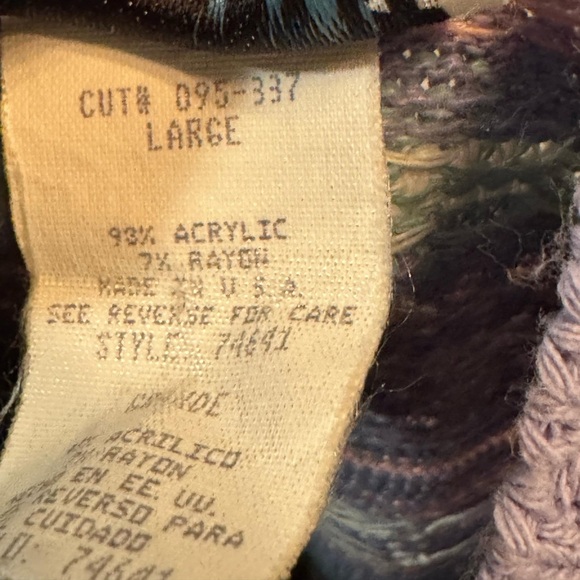 CUT# 095-337
LARGE
93% ACRYLIC
7% RAYON
MADE IN U.S.A.
SEE REVERSE FOR CARE
STYLE: 74641
ACRILICO
RAYON
EN EE. UU.
REVERSO PARA
CUIDADO
74641